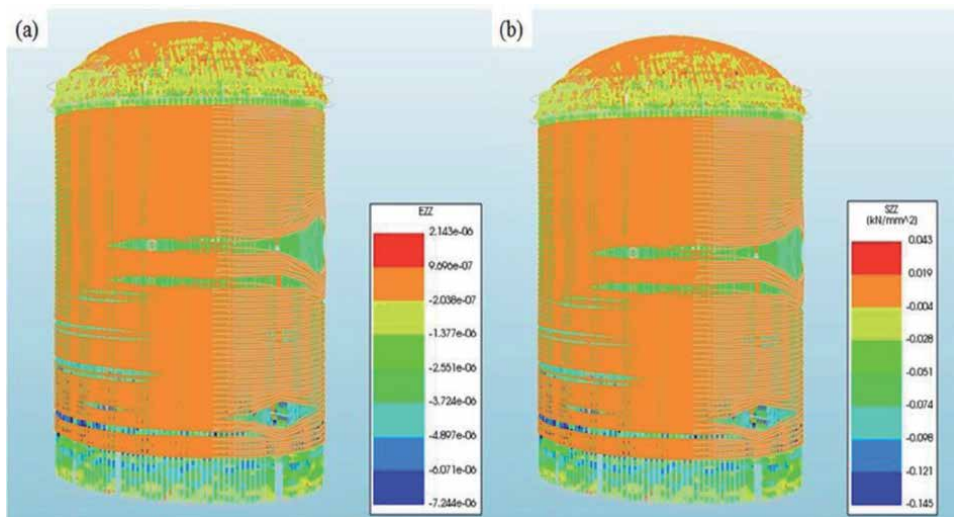 (a)
(b)
EZZ
2.143e-06
9.696e-07
-2.038e-07
-1.377e-06
-2.551e-06
-3.724e-06
-4.897e-06
-6.071e-06
-7.244e-06
SZZ
(kN/mm^2)
0.043
0.019
-0.004
-0.028
-0.051
-0.074
-0.098
-0.121
-0.145